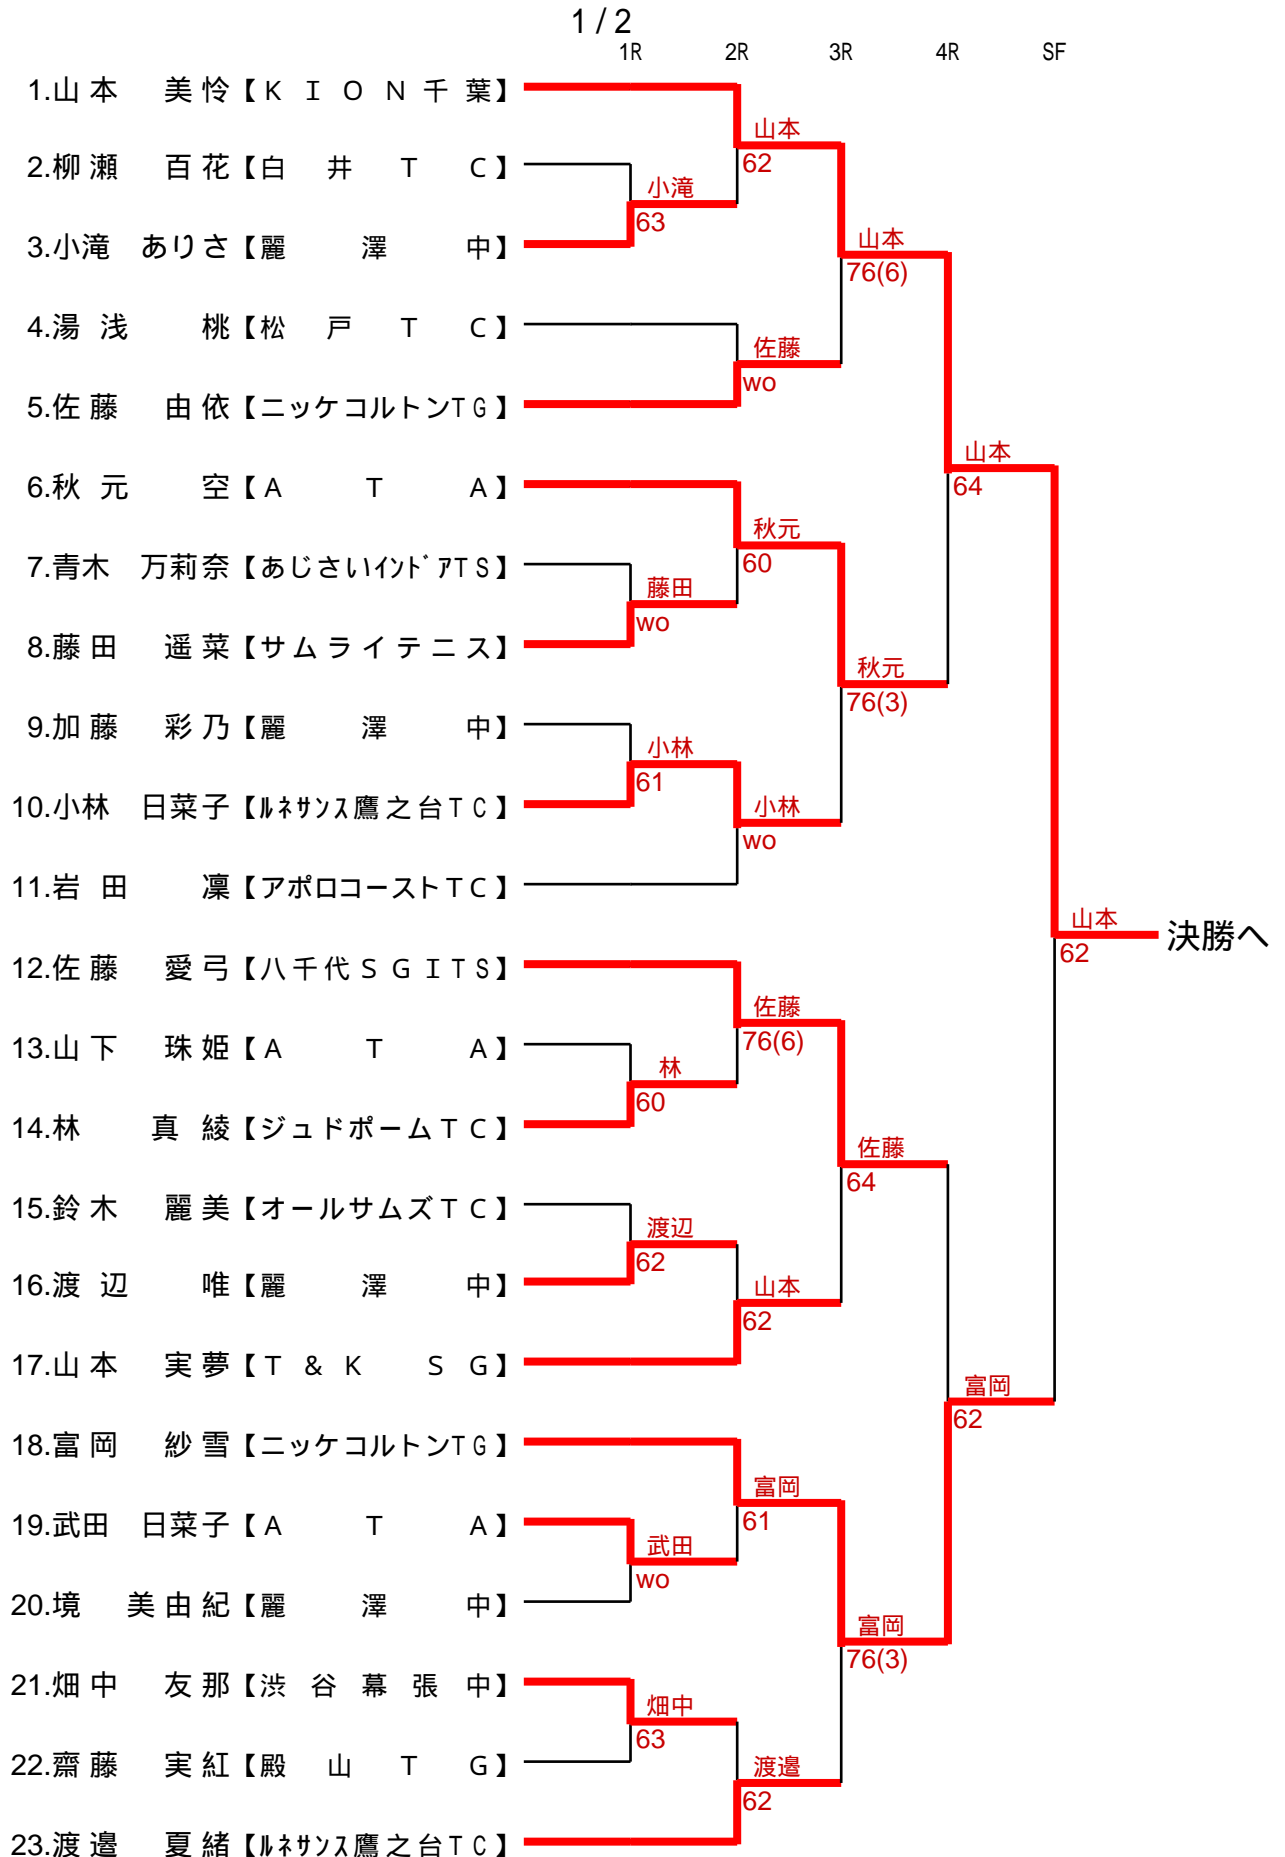 1 / 2
1R 2R 3R 4R SF
1.山本 美怜【KION千葉】
山本
62
2.柳瀬 百花【白井TC】
小滝
63
3.小滝 ありさ【麗澤中】
山本
76(6)
4.湯浅 桃【松戸TC】
佐藤
wo
5.佐藤 由依【ニッケコルトンTG】
山本
64
6.秋元 空【ATA】
秋元
60
7.青木 万莉奈【あじさいインドアTS】
藤田
wo
8.藤田 遥菜【サムライテニス】
秋元
76(3)
9.加藤 彩乃【麗澤中】
小林
61
10.小林 日菜子【ルネサンス鷹之台TC】
小林
wo
11.岩田 凜【アポロコーストTC】
山本
62
決勝へ
12.佐藤 愛弓【八千代SGITS】
佐藤
76(6)
13.山下 珠姫【ATA】
林
60
14.林 真綾【ジュドポームTC】
佐藤
64
15.鈴木 麗美【オールサムズTC】
渡辺
62
16.渡辺 唯【麗澤中】
山本
62
17.山本 実夢【T&K SG】
富岡
62
18.富岡 紗雪【ニッケコルトンTG】
富岡
61
19.武田 日菜子【ATA】
武田
wo
20.境 美由紀【麗澤中】
富岡
76(3)
21.畑中 友那【渋谷幕張中】
畑中
63
22.齋藤 実紅【殿山TG】
渡邉
62
23.渡邉 夏緒【ルネサンス鷹之台TC】